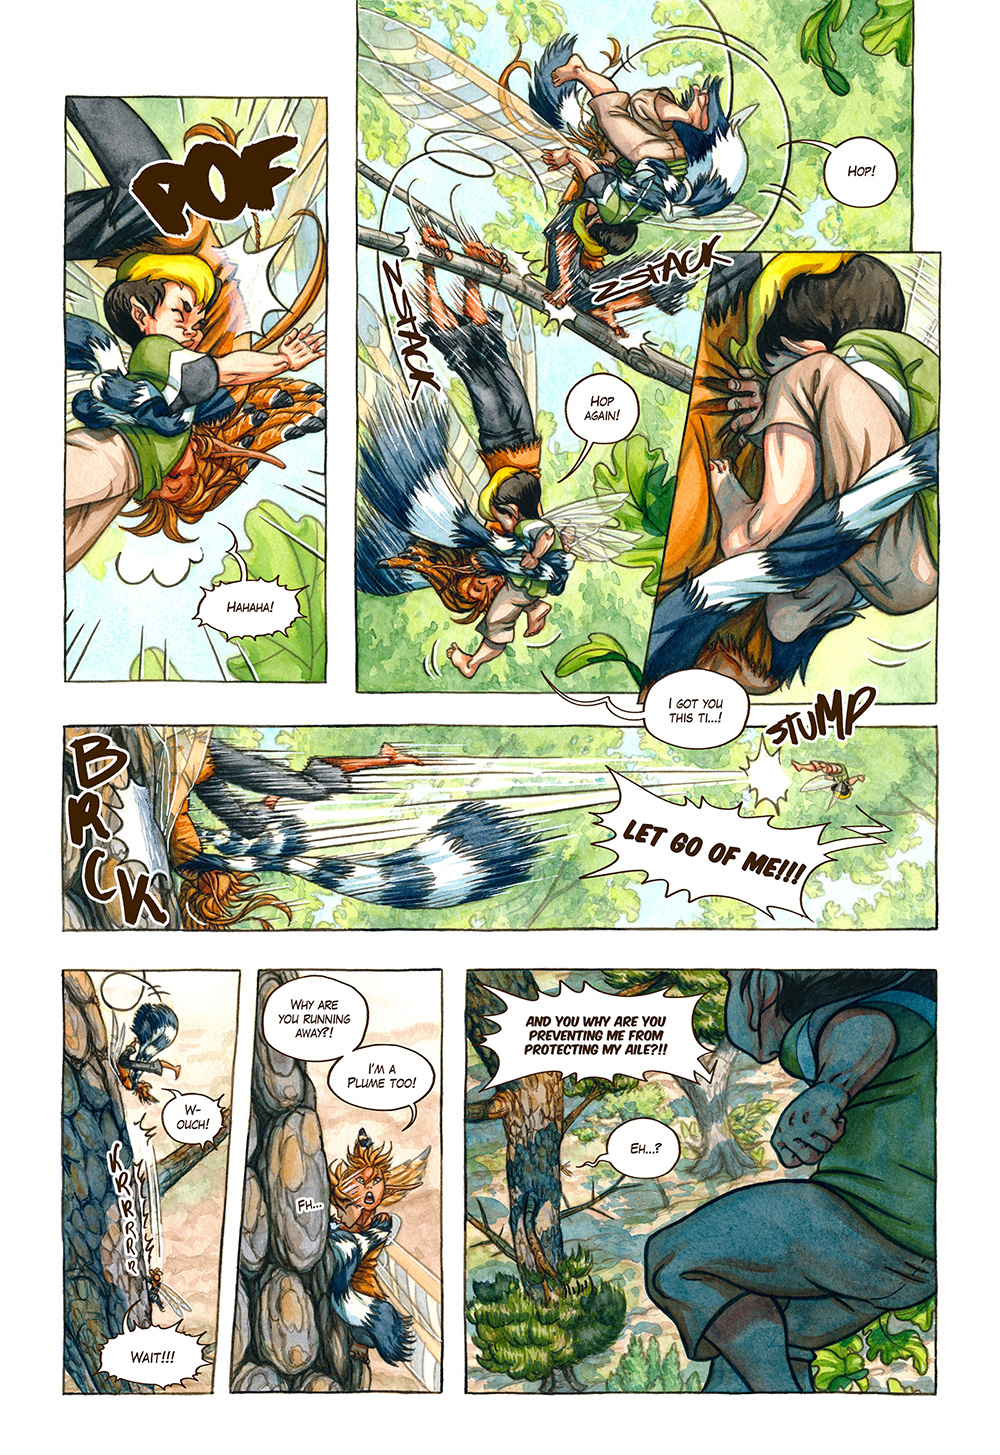 POF
HAHAHA!
HOP!
ZSTACK
ZSTACK
HOP
AGAIN!
I GOT YOU
THIS TI...!
STUMP
BRCK
LET GO OF ME!!!
W-
OUCH!
KRRRRR
WAIT!!!
WHY ARE
YOU RUNNING
AWAY?!
I'M A
PLUME TOO!
FH...
AND YOU WHY ARE YOU
PREVENTING ME FROM
PROTECTING MY AILE?!!
EH...?